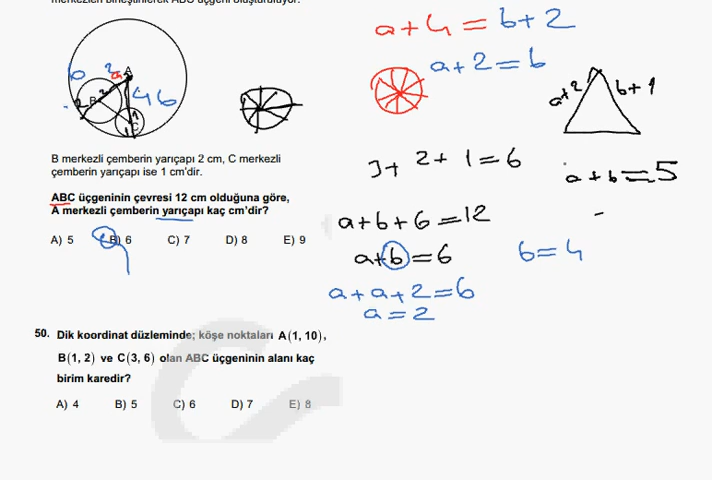 merkezleri birleştirilerek ABC üçgeni oluşturuluyor.
a+4=b+2
a+2=b
b
a
A
B
2
4
b
1
C
a+2
b+1
B merkezli çemberin yarıçapı 2 cm, C merkezli
çemberin yarıçapı ise 1 cm'dir.
2+1=6
a+b=5
ABC üçgeninin çevresi 12 cm olduğuna göre,
A merkezli çemberin yarıçapı kaç cm'dir?
a+b+6=12
A) 5 B) 6 C) 7 D) 8 E) 9
a+b=6
b=4
a+a+2=6
a=2
50. Dik koordinat düzleminde; köşe noktaları A(1, 10),
B(1, 2) ve C(3, 6) olan ABC üçgeninin alanı kaç
birim karedir?
A) 4 B) 5 C) 6 D) 7 E) 8